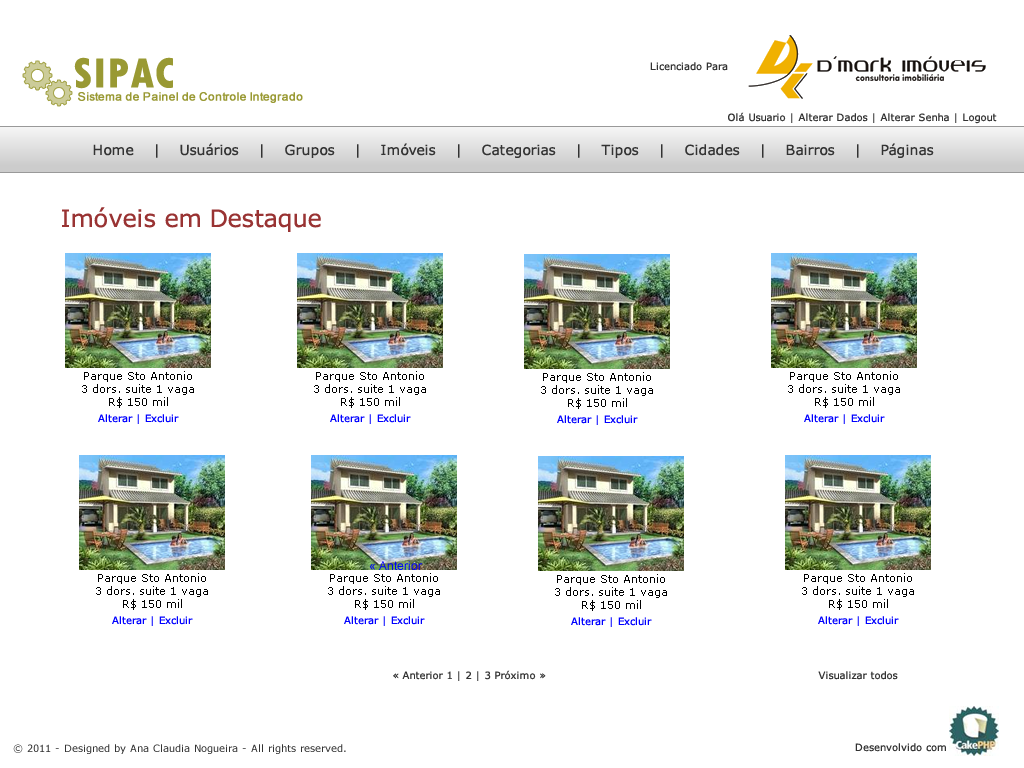 SIPAC
Sistema de Painel de Controle Integrado
Licenciado Para
D'mark imóveis
consultoria imobiliária
Olá Usuario | Alterar Dados | Alterar Senha | Logout
Home | Usuários | Grupos | Imóveis | Categorias | Tipos | Cidades | Bairros | Páginas
Imóveis em Destaque
Parque Sto Antonio
3 dors. suite 1 vaga
R$ 150 mil
Alterar | Excluir
Parque Sto Antonio
3 dors. suite 1 vaga
R$ 150 mil
Alterar | Excluir
Parque Sto Antonio
3 dors. suite 1 vaga
R$ 150 mil
Alterar | Excluir
Parque Sto Antonio
3 dors. suite 1 vaga
R$ 150 mil
Alterar | Excluir
Parque Sto Antonio
3 dors. suite 1 vaga
R$ 150 mil
Alterar | Excluir
« Anterior
Parque Sto Antonio
3 dors. suite 1 vaga
R$ 150 mil
Alterar | Excluir
Parque Sto Antonio
3 dors. suite 1 vaga
R$ 150 mil
Alterar | Excluir
Parque Sto Antonio
3 dors. suite 1 vaga
R$ 150 mil
Alterar | Excluir
« Anterior 1 | 2 | 3 Próximo »
Visualizar todos
© 2011 - Designed by Ana Claudia Nogueira - All rights reserved.
Desenvolvido com
CakePHP